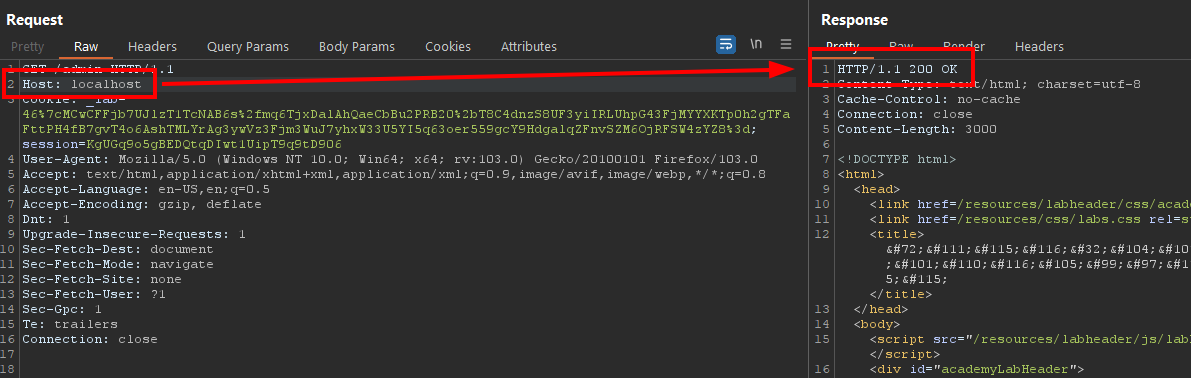 Request
Pretty Raw Headers Query Params Body Params Cookies Attributes \n
1 GET /admin HTTP/1.1
2 Host: localhost
3 Cookie: _lab=
46%7cMCwCFFjb7UJ1zT1TcNAB6s%2fmq6TjxDalAhQaeCbBu2PRB20%2bT8C4dnzS8UF3yiIRLUhpG43FjMYYXKTp0h2gTFa
FttPH4fB7gvT4o6AshTMLYrAg3ywVz3Fjm3WuJ7yhxW33U5YI5q63oer559gcY9HdgalqZFnvSZM6OjRFSW4zYZ8%3d;
session=KgUGq9o5gBEDQtqDIwt1UipT9q9tD906
4 User-Agent: Mozilla/5.0 (Windows NT 10.0; Win64; x64; rv:103.0) Gecko/20100101 Firefox/103.0
5 Accept: text/html,application/xhtml+xml,application/xml;q=0.9,image/avif,image/webp,*/*;q=0.8
6 Accept-Language: en-US,en;q=0.5
7 Accept-Encoding: gzip, deflate
8 Dnt: 1
9 Upgrade-Insecure-Requests: 1
10 Sec-Fetch-Dest: document
11 Sec-Fetch-Mode: navigate
12 Sec-Fetch-Site: none
13 Sec-Fetch-User: ?1
14 Sec-Gpc: 1
15 Te: trailers
16 Connection: close
17
18
Response
Pretty Raw Render Headers
1 HTTP/1.1 200 OK
2 Content-Type: text/html; charset=utf-8
3 Cache-Control: no-cache
4 Connection: close
5 Content-Length: 3000
6
7 <!DOCTYPE html>
8 <html>
9 <head>
10 <link href=/resources/labheader/css/acade
11 <link href=/resources/css/labs.css rel=st
12 <title>
&#72;&#111;&#115;&#116;&#32;&#104;&#10
;&#101;&#110;&#116;&#105;&#99;&#97;&#1
5;&#115;
</title>
13 </head>
14 <body>
15 <script src="/resources/labheader/js/labH
</script>
16 <div id="academyLabHeader">